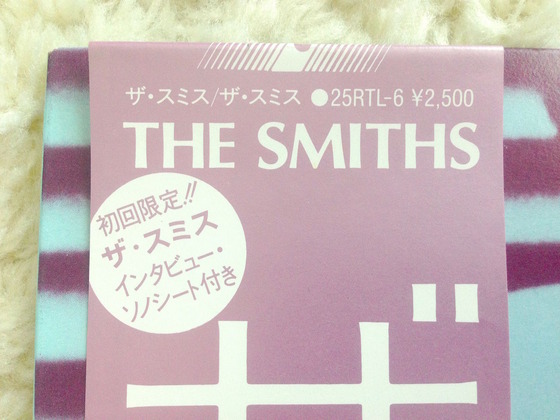 ザ・スミス/ザ・スミス ●25RTL-6 ¥2,500
THE SMITHS
初回限定!!
ザ・スミス
インタビュー・
ソノシート付き
ザ